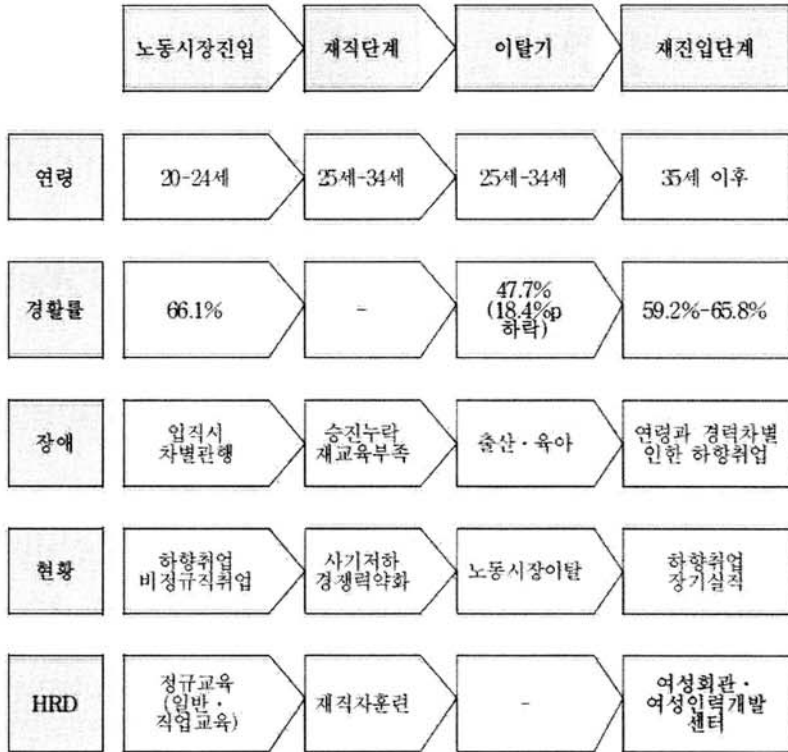 노동시장진입 재직단계 이탈기 재진입단계
연령 20-24세 25세-34세 25세-34세 35세 이후
경활률 66.1% - 47.7%
(18.4%p
하락) 59.2%-65.8%
장애 입직시
차별관행 승진누락
재교육부족 출산·육아 연령과 경력차별
인한 하향취업
현황 하향취업
비정규직취업 사기저하
경쟁력약화 노동시장이탈 하향취업
장기실직
HRD 정규교육
(일반·
직업교육) 재직자훈련 - 여성회관·
여성인력개발
센터